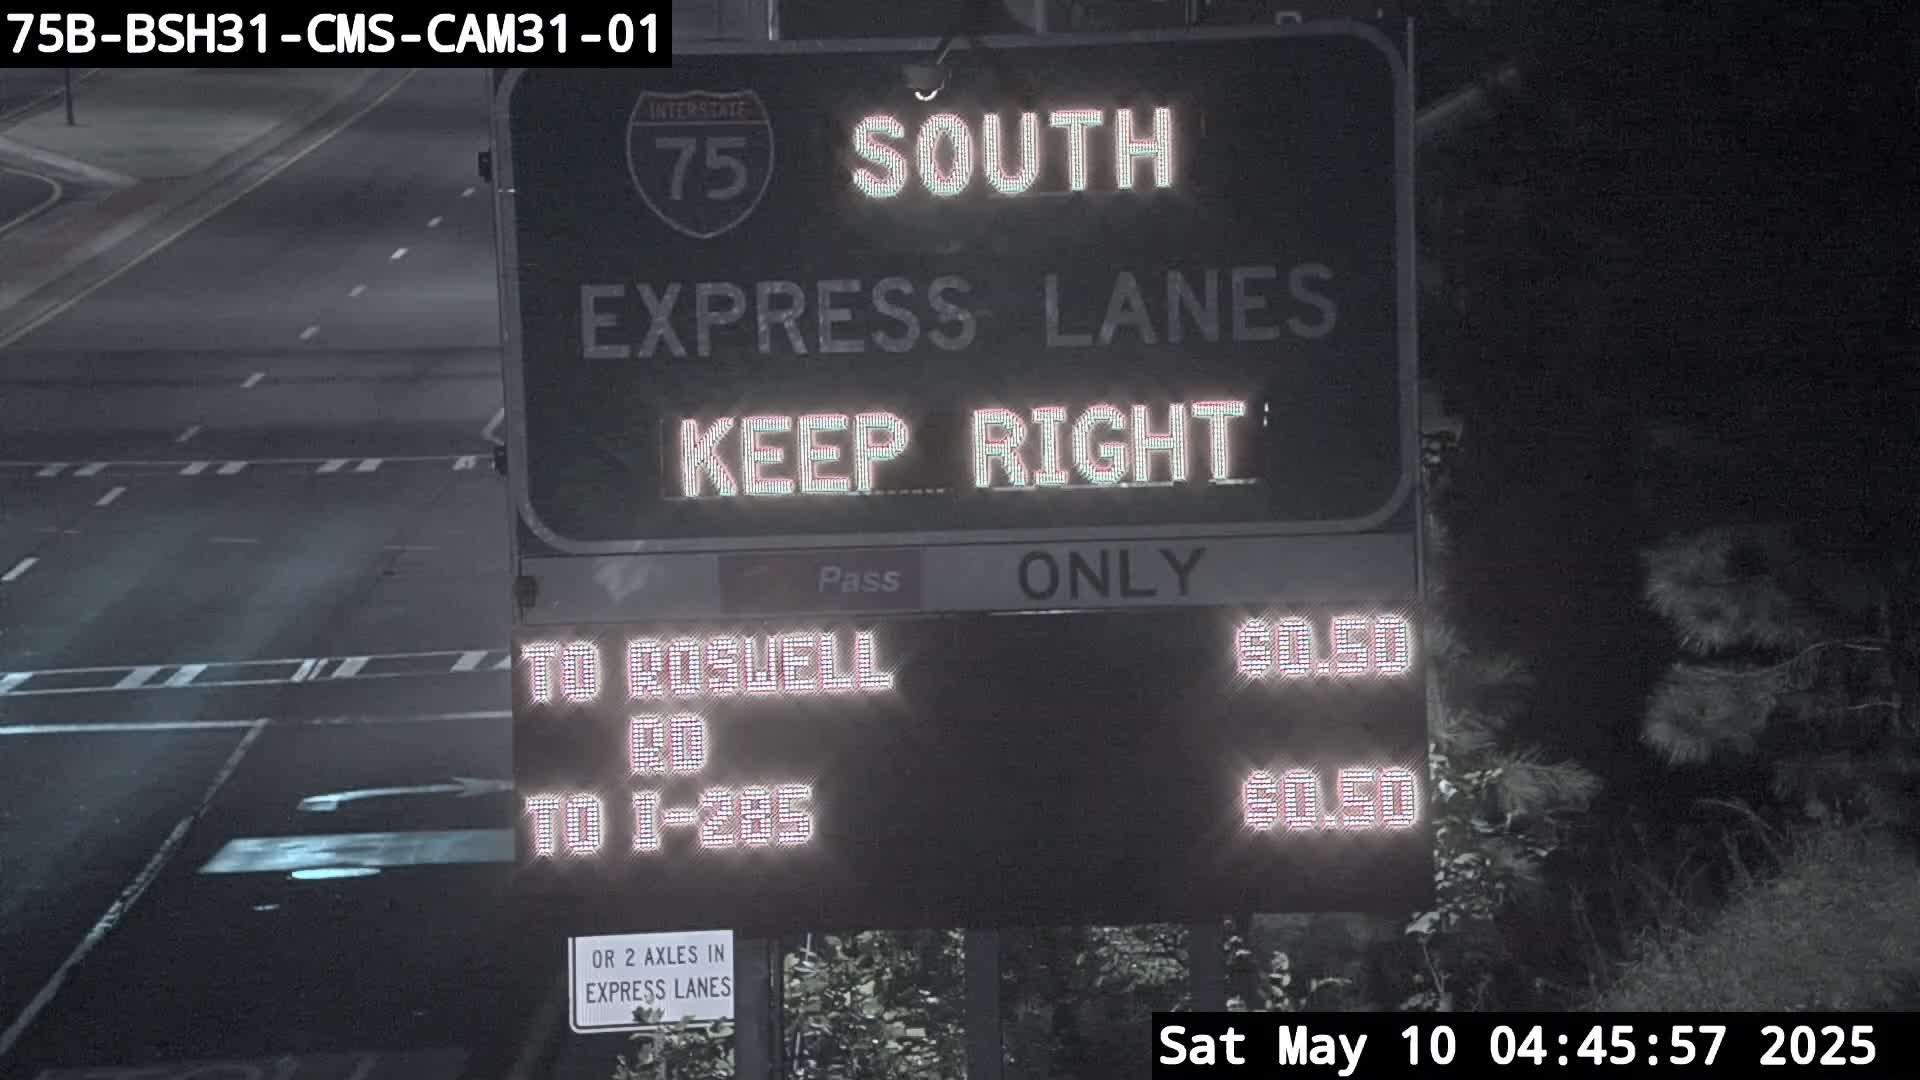 75B-BSH31-CMS-CAM31-01
INTERSTATE
75
SOUTH
EXPRESS LANES
KEEP RIGHT
Pass ONLY
TO ROSWELL $0.50
RD
TO I-285 $0.50
OR 2 AXLES IN
EXPRESS LANES
Sat May 10 04:45:57 2025